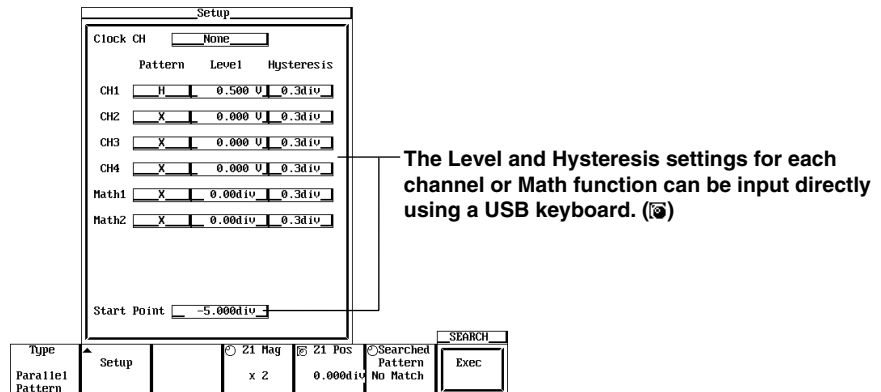 Setup
Clock CH None
Pattern Level Hysteresis
CH1 H 0.500 V 0.3div
CH2 X 0.000 V 0.3div
CH3 X 0.000 V 0.3div
CH4 X 0.000 V 0.3div
Math1 X 0.00div 0.3div
Math2 X 0.00div 0.3div
Start Point -5.000div
The Level and Hysteresis settings for each
channel or Math function can be input directly
using a USB keyboard. ( )
SEARCH
Type
Parallel
Pattern
Setup
Z1 Mag
x 2
Z1 Pos
0.000div
Searched
Pattern
No Match
Exec